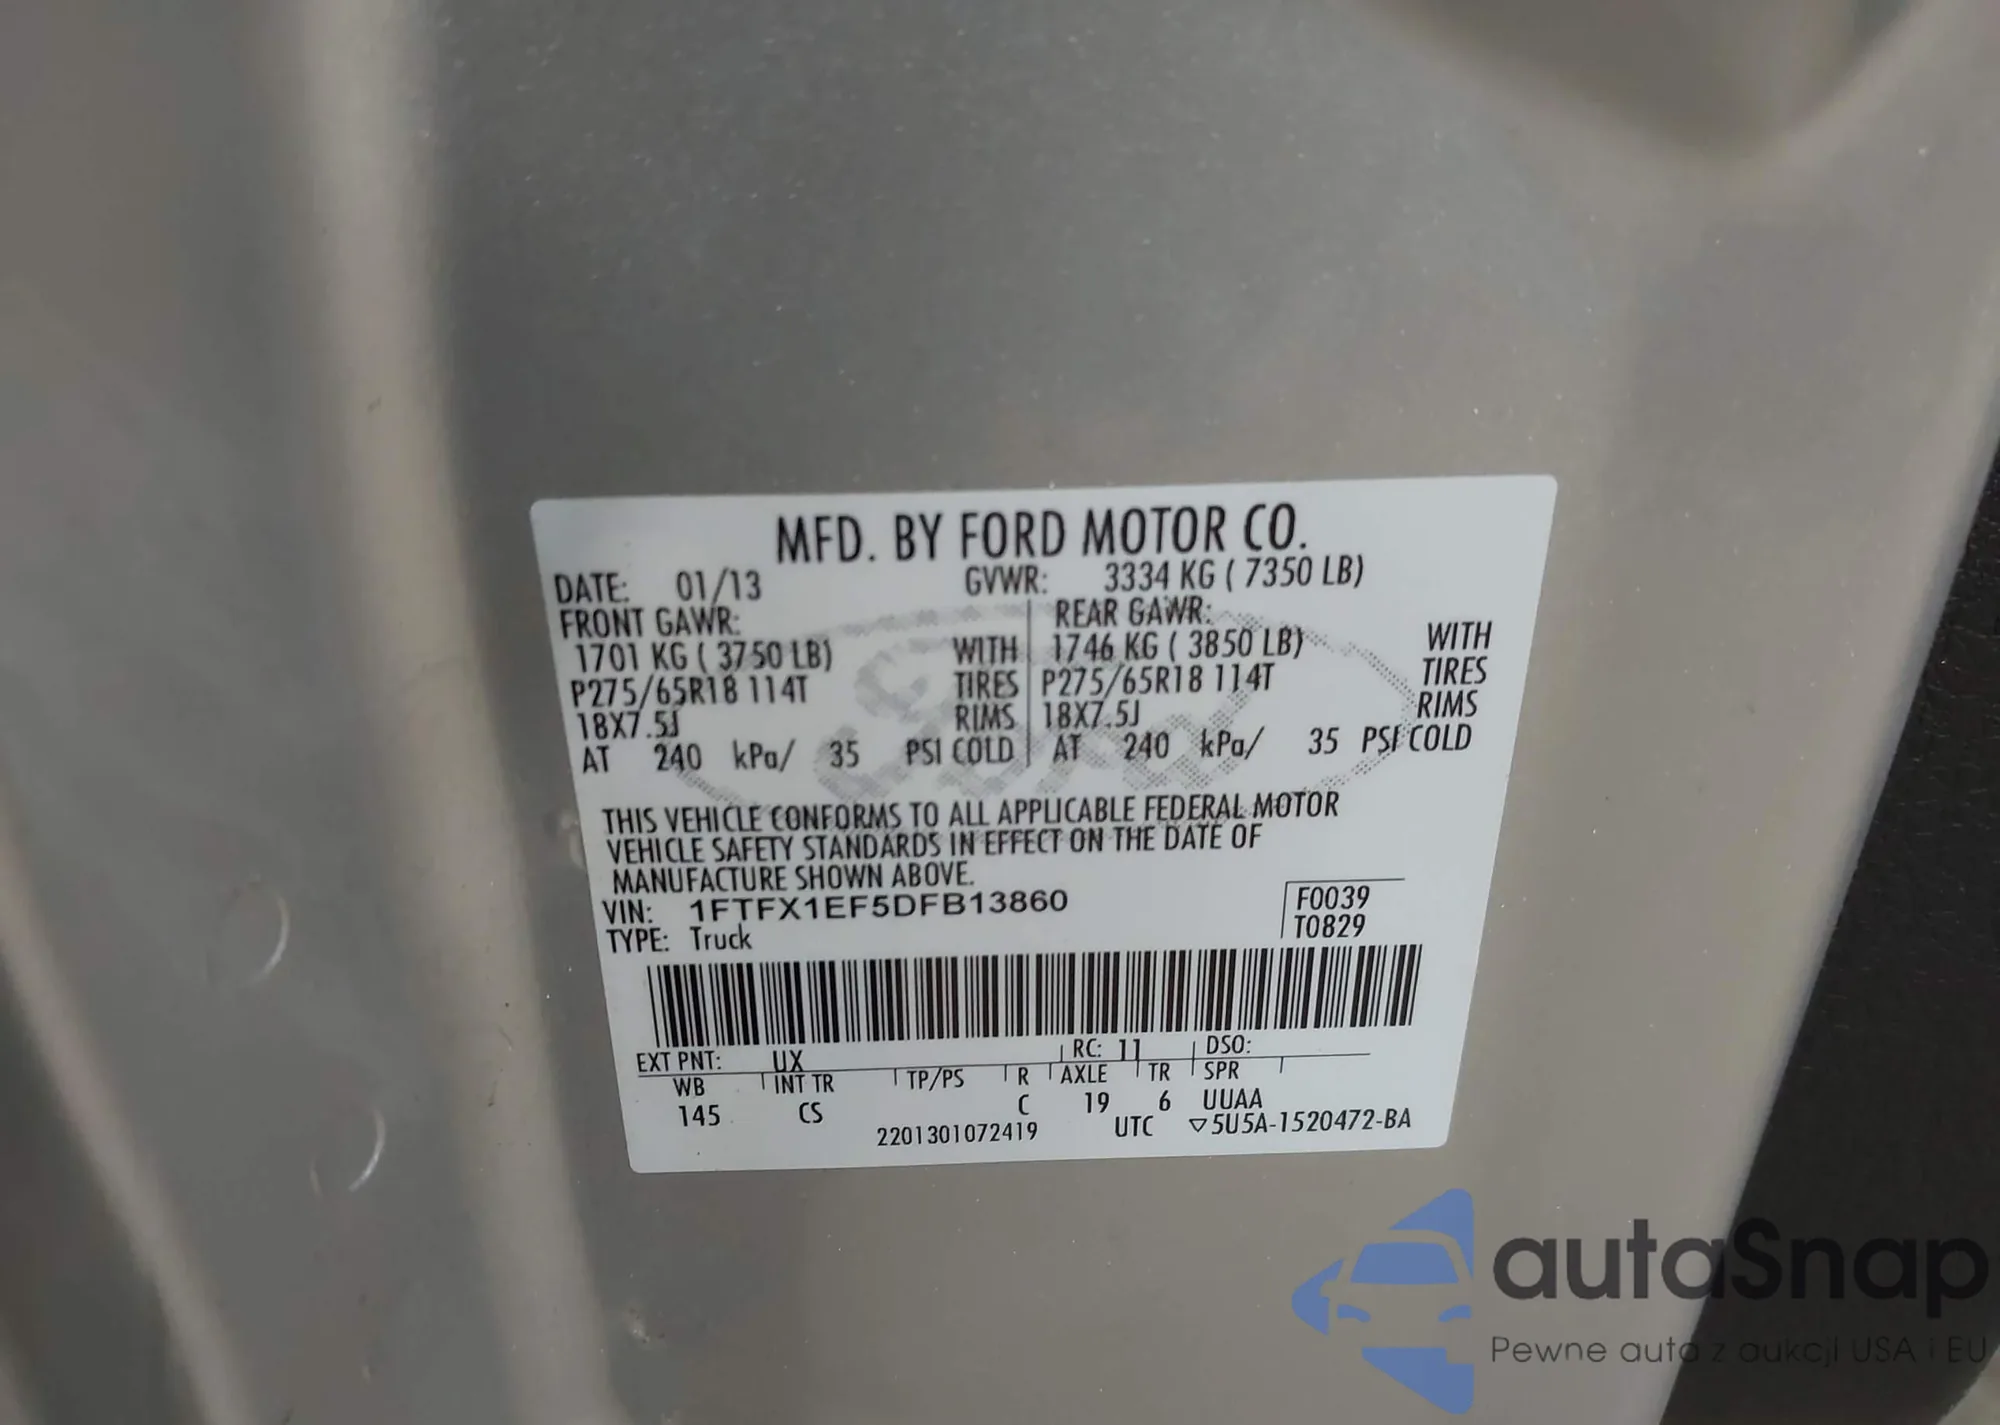 MFD. BY FORD MOTOR CO.
DATE: 01/13 GVWR: 3334 KG ( 7350 LB)
FRONT GAWR: REAR GAWR:
1701 KG ( 3750 LB) WITH 1746 KG ( 3850 LB) WITH
P275/65R18 114T TIRES P275/65R18 114T TIRES
18X7.5J RIMS 18X7.5J RIMS
AT 240 kPa/ 35 PSI COLD AT 240 kPa/ 35 PSI COLD
THIS VEHICLE CONFORMS TO ALL APPLICABLE FEDERAL MOTOR
VEHICLE SAFETY STANDARDS IN EFFECT ON THE DATE OF
MANUFACTURE SHOWN ABOVE.
VIN: 1FTFX1EF5DFB13860 F0039
TYPE: Truck T0829
EXT PNT: UX RC: 11 DSO:
WB INT TR TP/PS R AXLE TR SPR
145 CS C 19 6 UUAA
2201301072419 UTC ▽5U5A-1520472-BA
autaSnap
Pewne auta z aukcji USA i EU